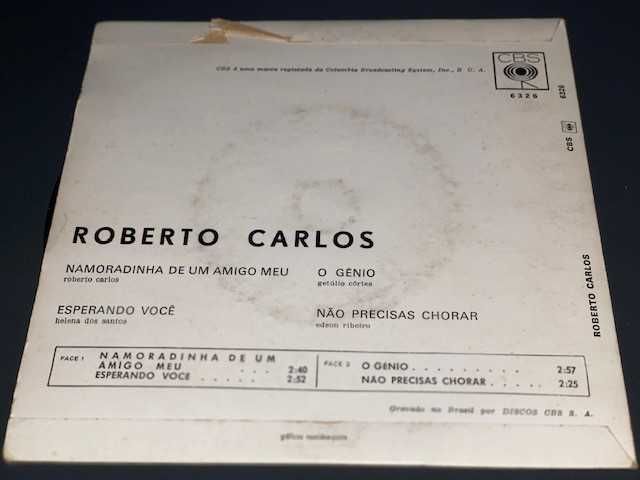 CBS é uma marca registada da Columbia Broadcasting System, Inc., E. U. A.
CBS
6326
6326
CBS
ROBERTO CARLOS
ROBERTO CARLOS
NAMORADINHA DE UM AMIGO MEU
roberto carlos
O GÊNIO
getúlio côrtes
ESPERANDO VOCÊ
helena dos santos
NÃO PRECISAS CHORAR
edson ribeiro
FACE 1 NAMORADINHA DE UM
AMIGO MEU . . . 2:40
ESPERANDO VOCÊ . . . . . 2:52
FACE 2 O GÊNIO . . . . . . . . . 2:57
NÃO PRECISAS CHORAR . . . . . 2:25
Gravado no Brasil por DISCOS CBS S. A.